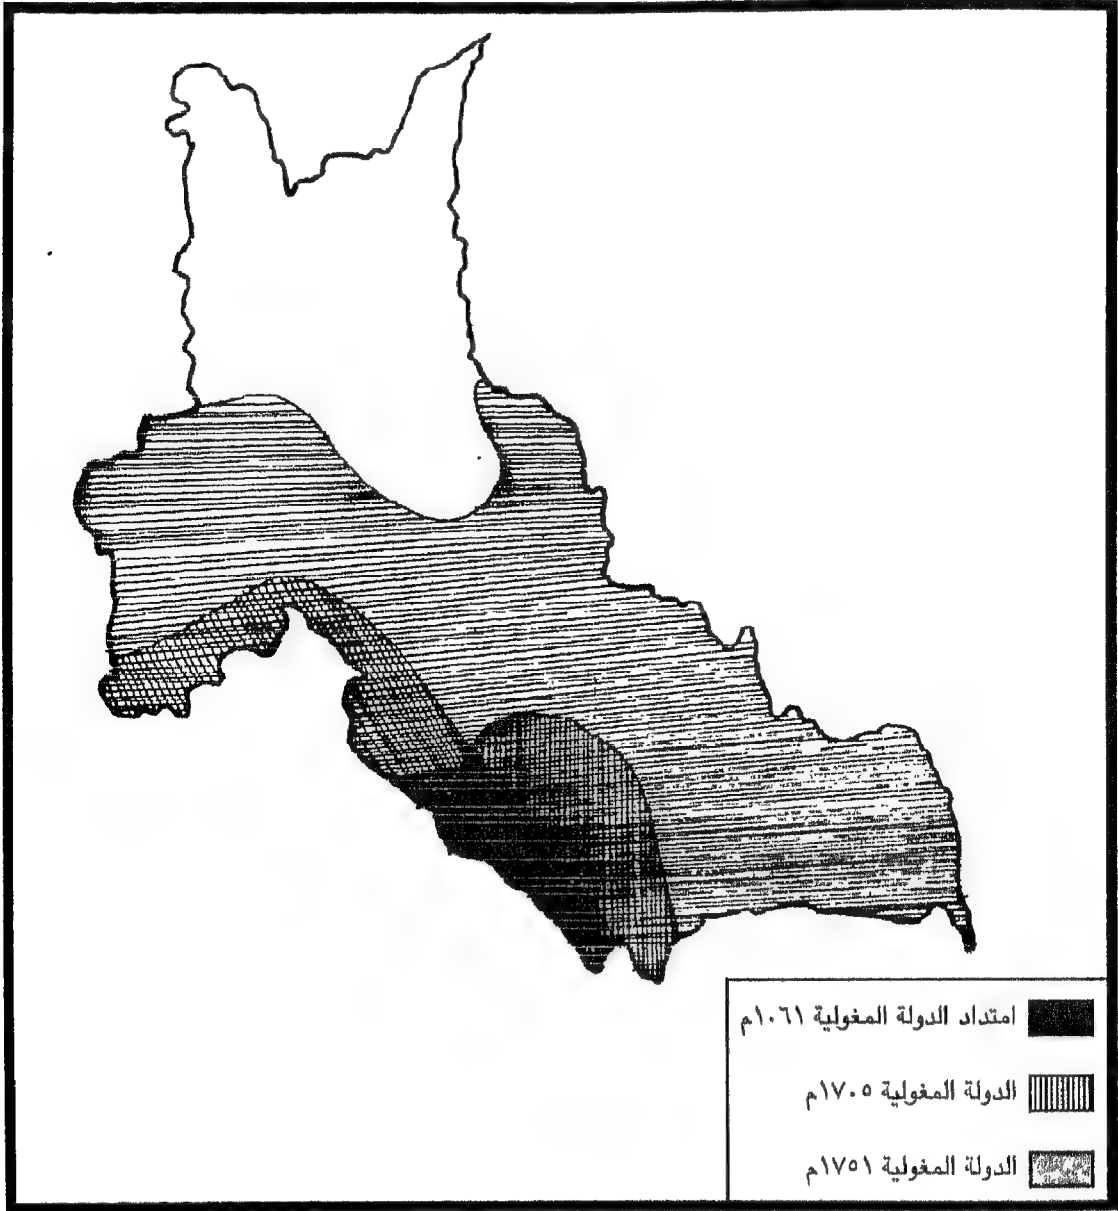 امتداد الدولة المغولية ١٠٦١م
الدولة المغولية ١٧٠٥م
الدولة المغولية ١٧٥١م